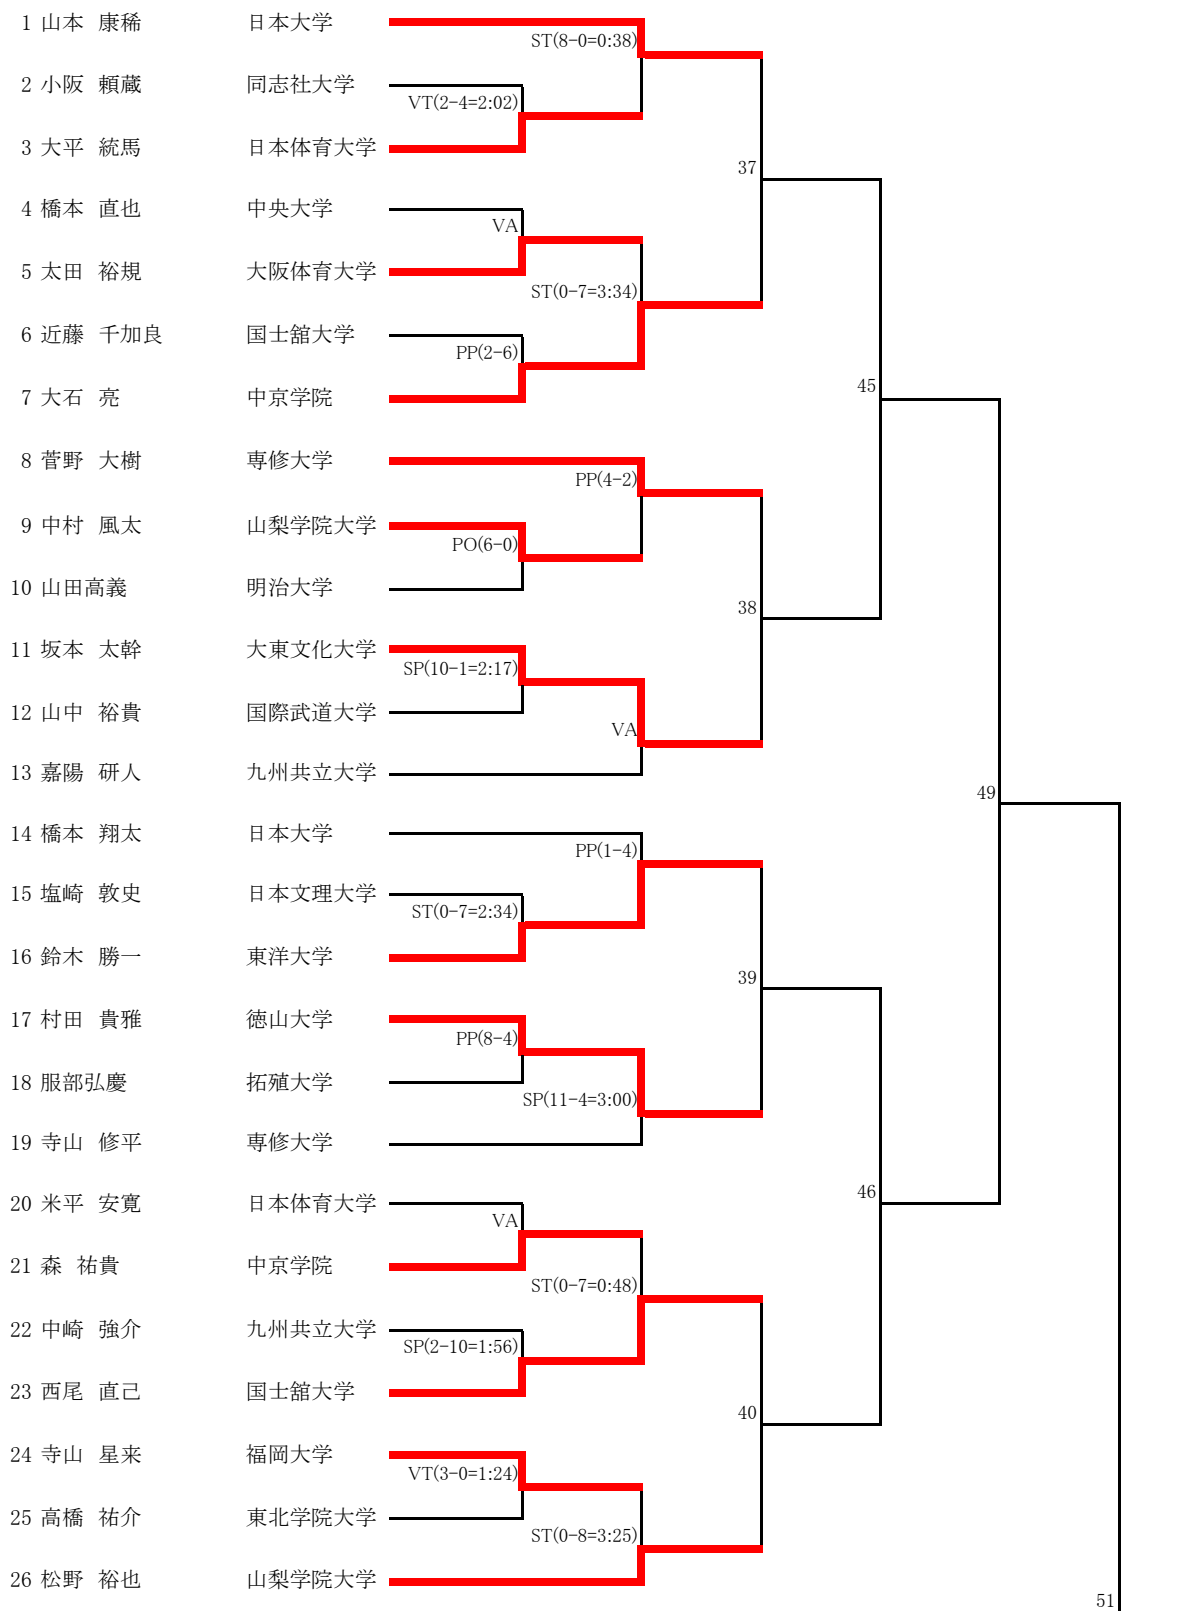 1 山本 康稀 日本大学
ST(8-0=0:38)
2 小阪 頼蔵 同志社大学
VT(2-4=2:02)
3 大平 統馬 日本体育大学
37
4 橋本 直也 中央大学
VA
5 太田 裕規 大阪体育大学
ST(0-7=3:34)
6 近藤 千加良 国士舘大学
PP(2-6)
45
7 大石 亮 中京学院
8 菅野 大樹 専修大学
PP(4-2)
9 中村 風太 山梨学院大学
PO(6-0)
10 山田高義 明治大学
38
11 坂本 太幹 大東文化大学
SP(10-1=2:17)
12 山中 裕貴 国際武道大学
VA
13 嘉陽 研人 九州共立大学
49
14 橋本 翔太 日本大学
PP(1-4)
15 塩崎 敦史 日本文理大学
ST(0-7=2:34)
16 鈴木 勝一 東洋大学
39
17 村田 貴雅 徳山大学
PP(8-4)
18 服部弘慶 拓殖大学
SP(11-4=3:00)
19 寺山 修平 専修大学
46
20 米平 安寛 日本体育大学
VA
21 森 祐貴 中京学院
ST(0-7=0:48)
22 中崎 強介 九州共立大学
SP(2-10=1:56)
23 西尾 直己 国士舘大学
40
24 寺山 星来 福岡大学
VT(3-0=1:24)
25 高橋 祐介 東北学院大学
ST(0-8=3:25)
26 松野 裕也 山梨学院大学
51